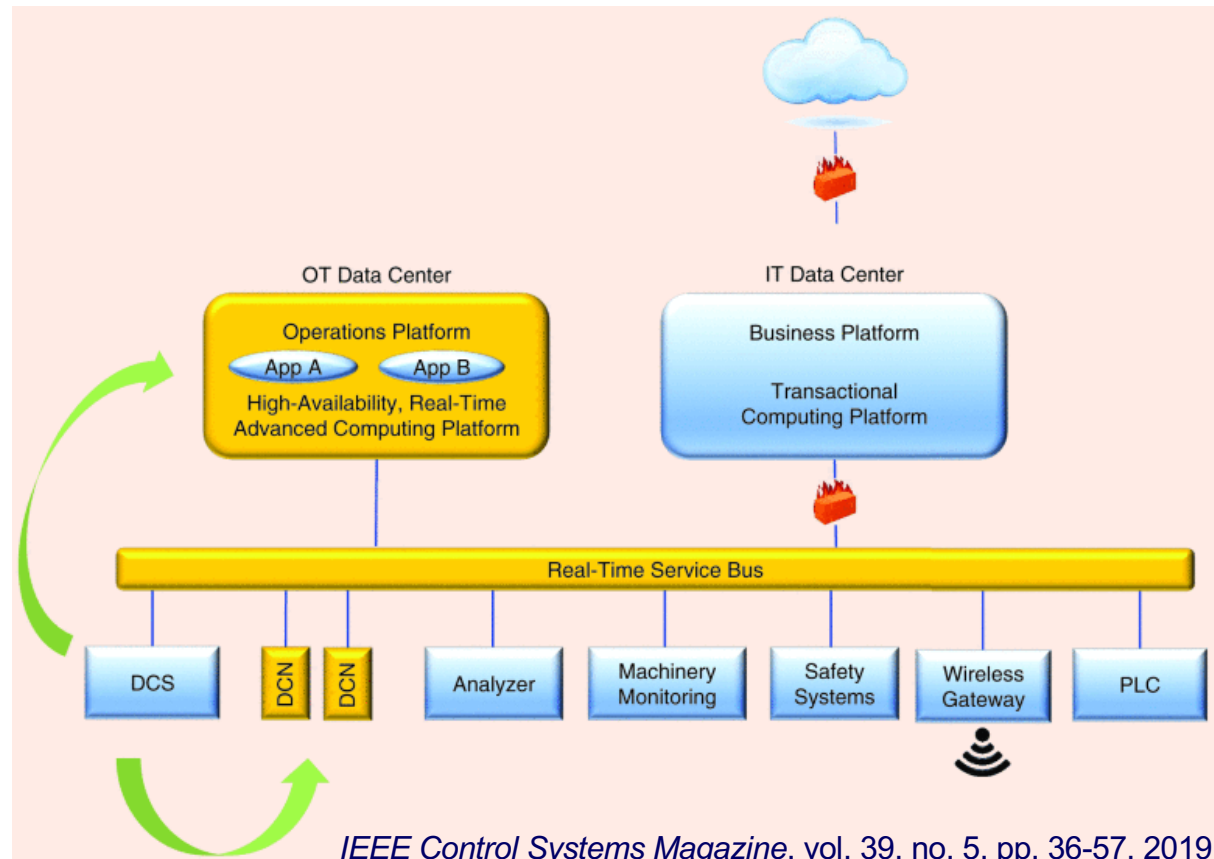 OT Data Center
IT Data Center
Operations Platform
App A
App B
High-Availability, Real-Time
Advanced Computing Platform
Business Platform
Transactional
Computing Platform
Real-Time Service Bus
DCS
DCN
DCN
Analyzer
Machinery
Monitoring
Safety
Systems
Wireless
Gateway
PLC
IEEE Control Systems Magazine, vol. 39, no. 5, pp. 36-57, 2019